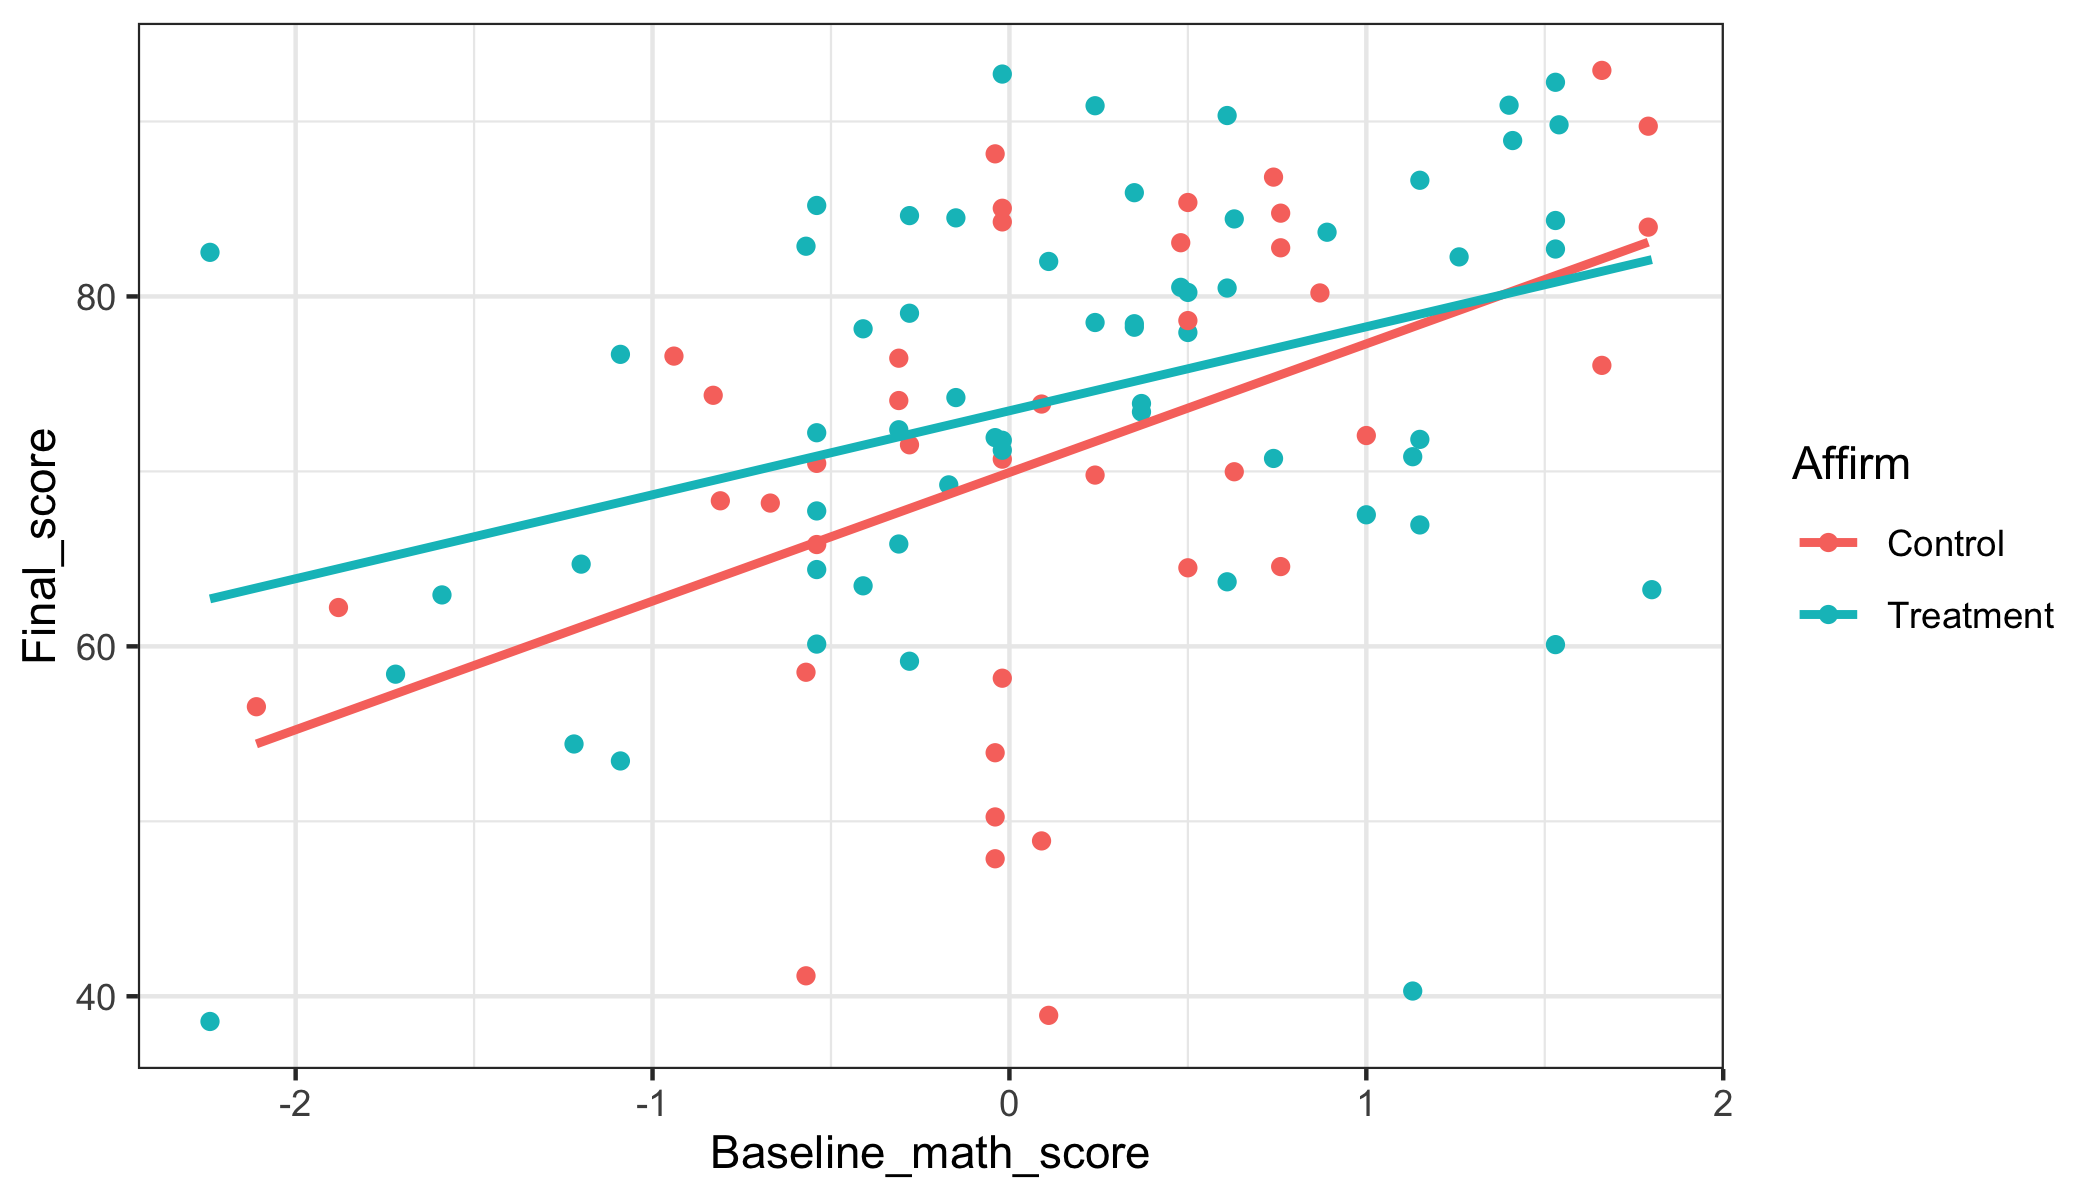 Final_score
80
60
40
-2
-1
0
1
2
Baseline_math_score
Affirm
Control
Treatment